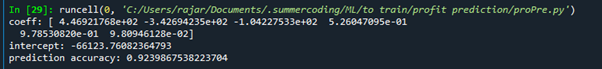 In [29]: runcell(0, 'C:/Users/rajar/Documents/.summercoding/ML/to train/profit prediction/proPre.py')
coeff: [ 4.46921768e+02 -3.42694235e+02 -1.04227533e+02  5.26047095e-01
  9.78530820e-01  9.80946128e-02]
intercept: -66123.76082364793
prediction accuracy: 0.9239867538223704